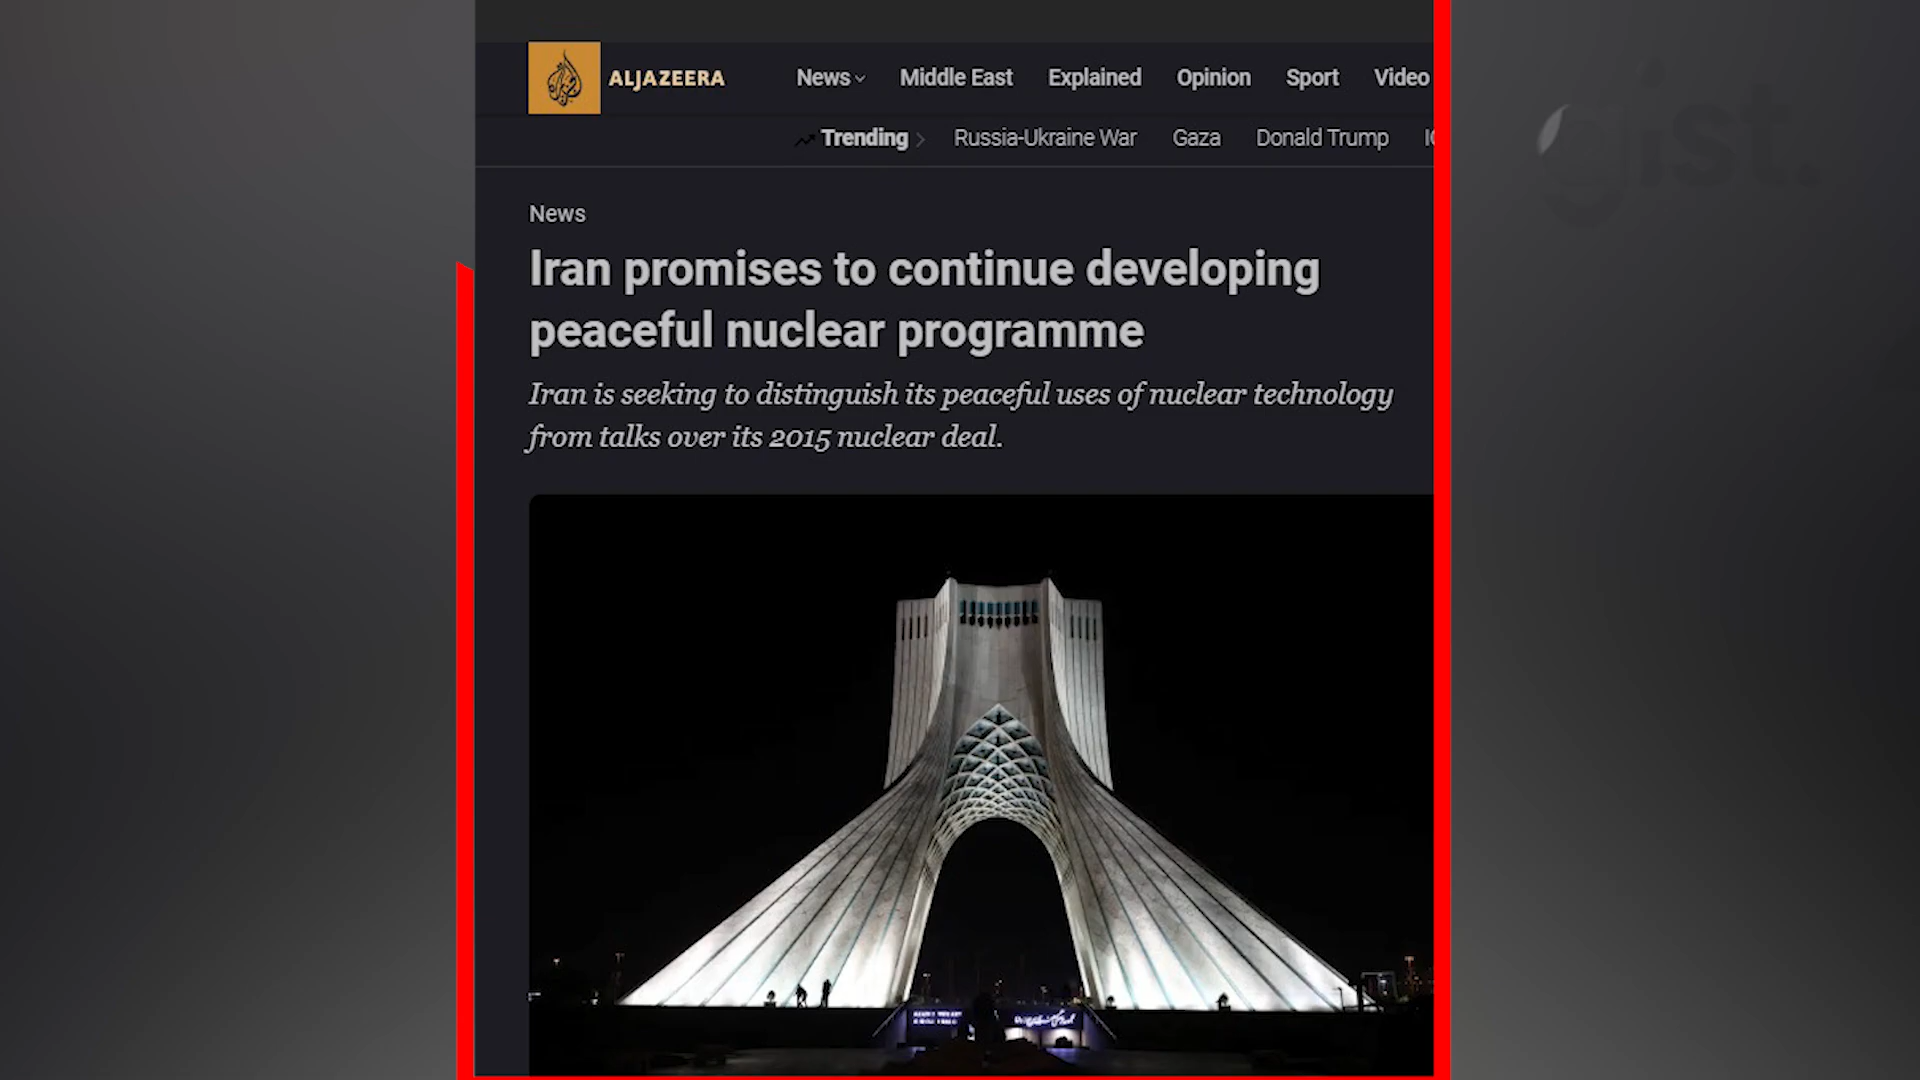 ALJAZEERA
News Middle East Explained Opinion Sport Video
Trending Russia-Ukraine War Gaza Donald Trump
gist.
News
Iran promises to continue developing
peaceful nuclear programme
Iran is seeking to distinguish its peaceful uses of nuclear technology
from talks over its 2015 nuclear deal.